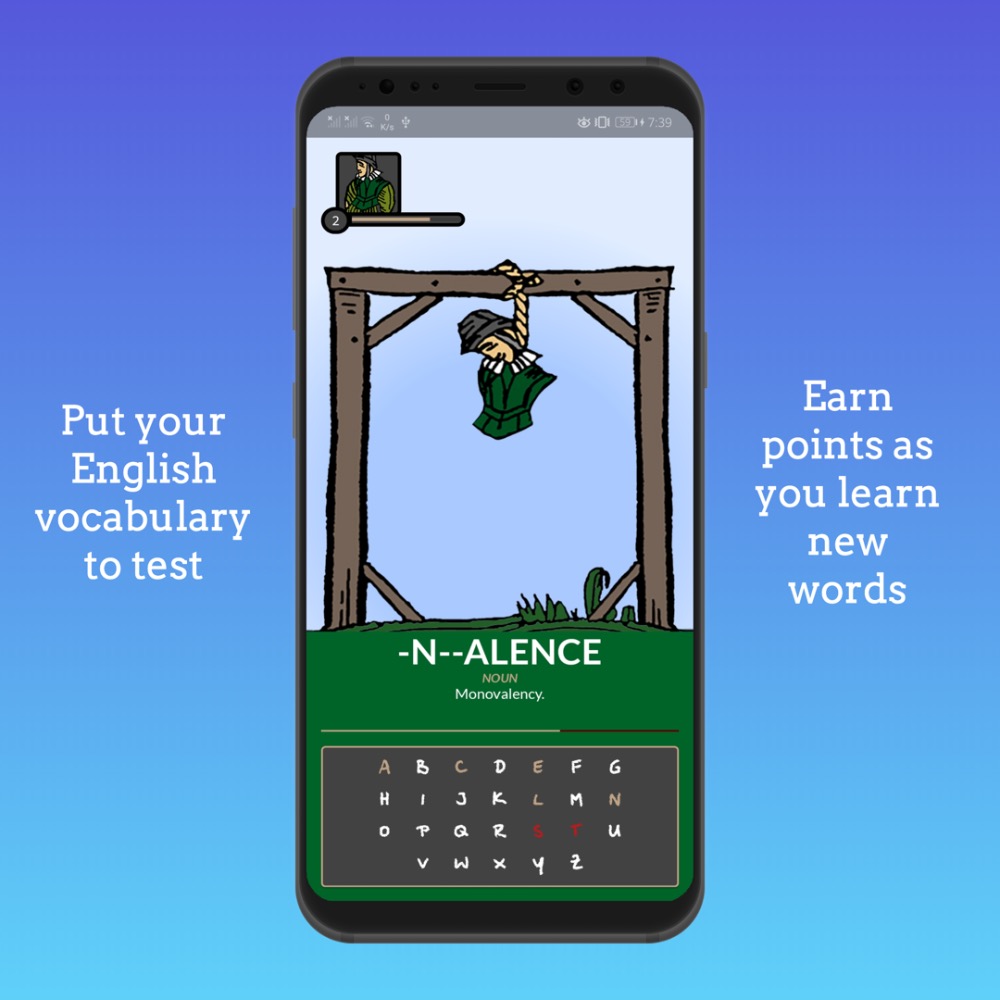 0
K/s
59
7:39
2
Put your
English
vocabulary
to test
Earn
points as
you learn
new
words
-N--ALENCE
NOUN
Monovalency.
A B C D E F G
H I J K L M N
O P Q R S T U
V W X Y Z